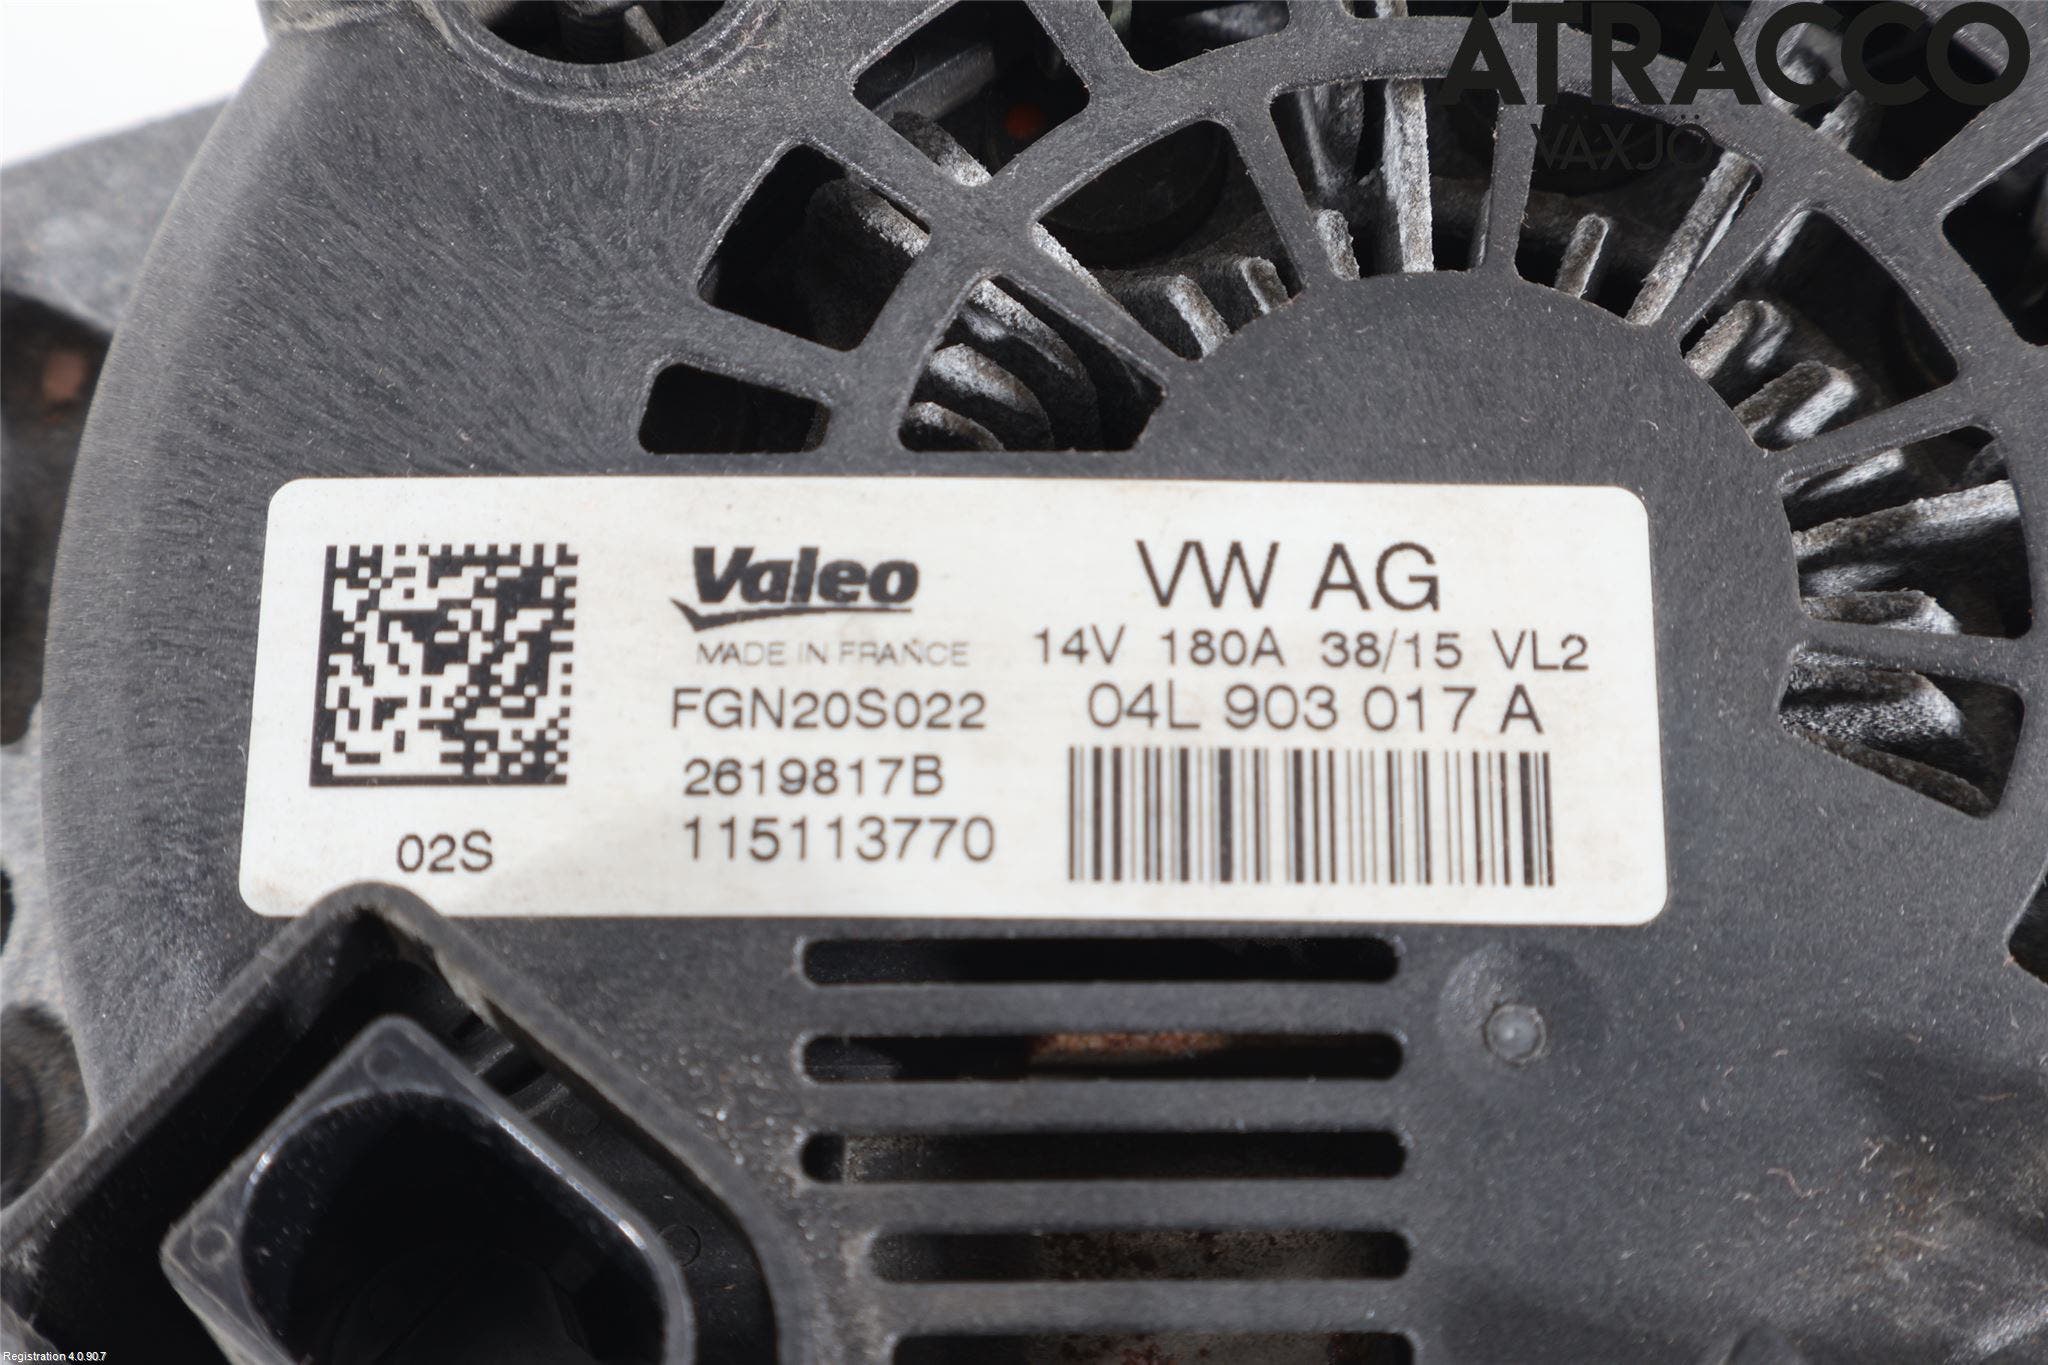 ATRACCO
VÄXJÖ
Valeo
MADE IN FRANCE
FGN20S022
2619817B
115113770
02S
VW AG
14V 180A 38/15 VL2
04L 903 017 A
Registration 4.0.90.7